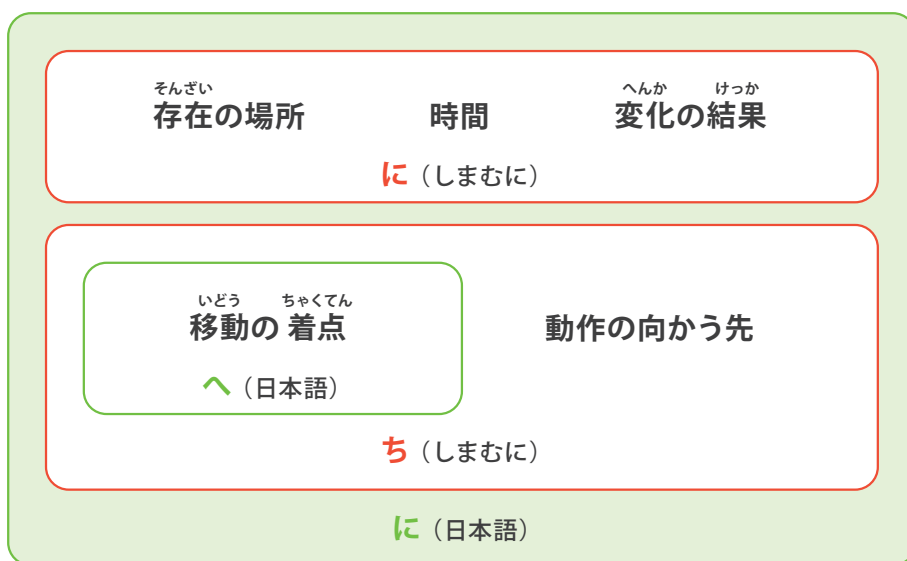 そんざい へんか けっか
存在の場所 時間 変化の結果
に（しまむに）
いどう ちゃくてん
移動の 着点 動作の向かう先
へ（日本語）
ち（しまむに）
に（日本語）